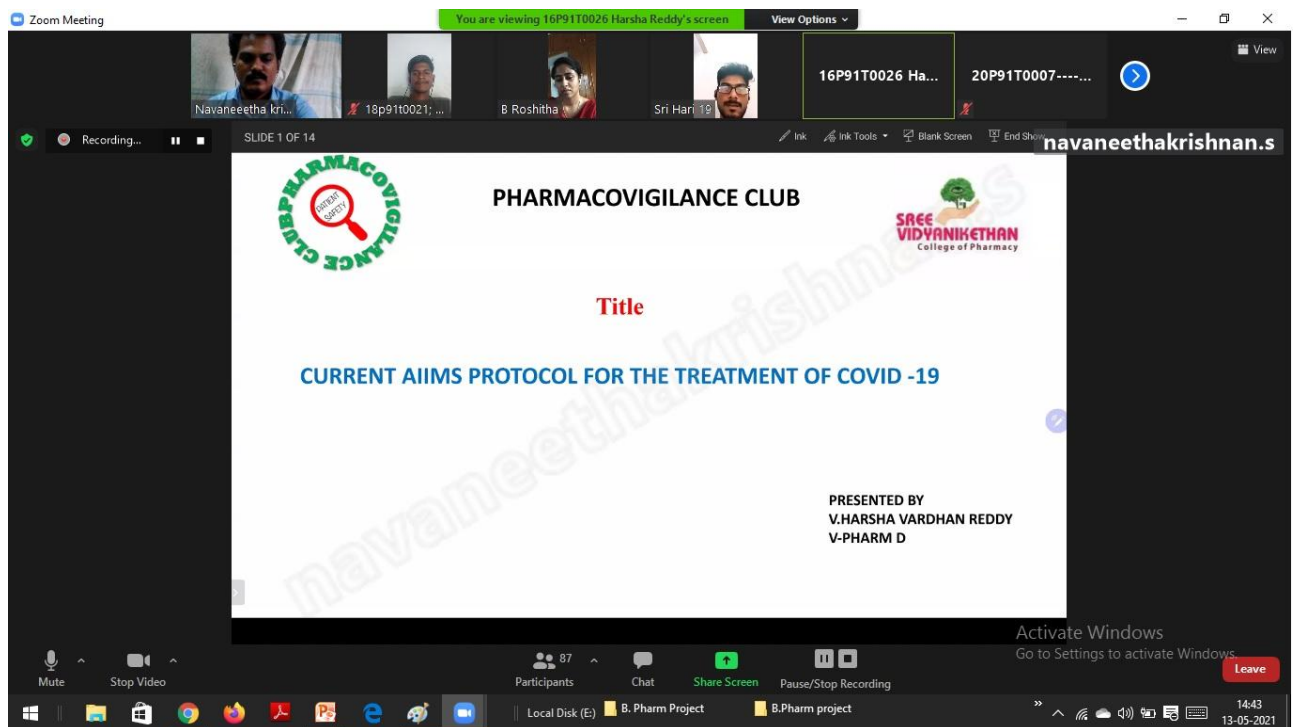 Zoom Meeting
You are viewing 16P91T0026 Harsha Reddy's screen
View Options
View
Navaneeetha kri...
18p91t0021; ...
B Roshitha
Sri Hari 19
16P91T0026 Ha...
20P91T0007----...
Recording...
SLIDE 1 OF 14
Ink
Ink Tools
Blank Screen
End Show
navaneethakrishnan.s
PHARMACOVIGILANCE CLUB
PATIENT
SAFETY
PHARMACOVIGILANCE CLUB
SREE
VIDYANIKETHAN
College of Pharmacy
Title
CURRENT AIIMS PROTOCOL FOR THE TREATMENT OF COVID -19
navaneethakrishnan.s
PRESENTED BY
V.HARSHA VARDHAN REDDY
V-PHARM D
Activate Windows
Go to Settings to activate Windows.
Mute
Stop Video
87
Participants
Chat
Share Screen
Pause/Stop Recording
Leave
Local Disk (E:)
B. Pharm Project
B.Pharm project
14:43
13-05-2021